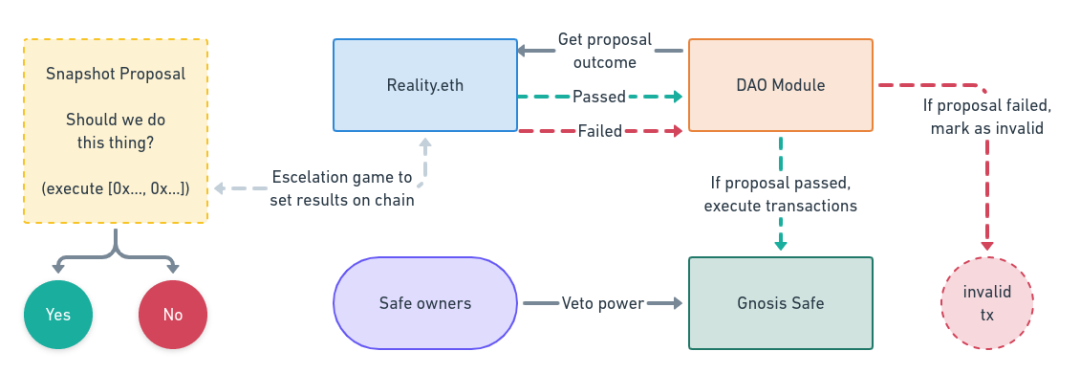 Snapshot Proposal
Should we do
this thing?
(execute [0x..., 0x...])
Yes
No
Reality.eth
Get proposal
outcome
Passed
Failed
DAO Module
If proposal failed,
mark as invalid
Escelation game to
set results on chain
If proposal passed,
execute transactions
Safe owners
Veto power
Gnosis Safe
invalid
tx